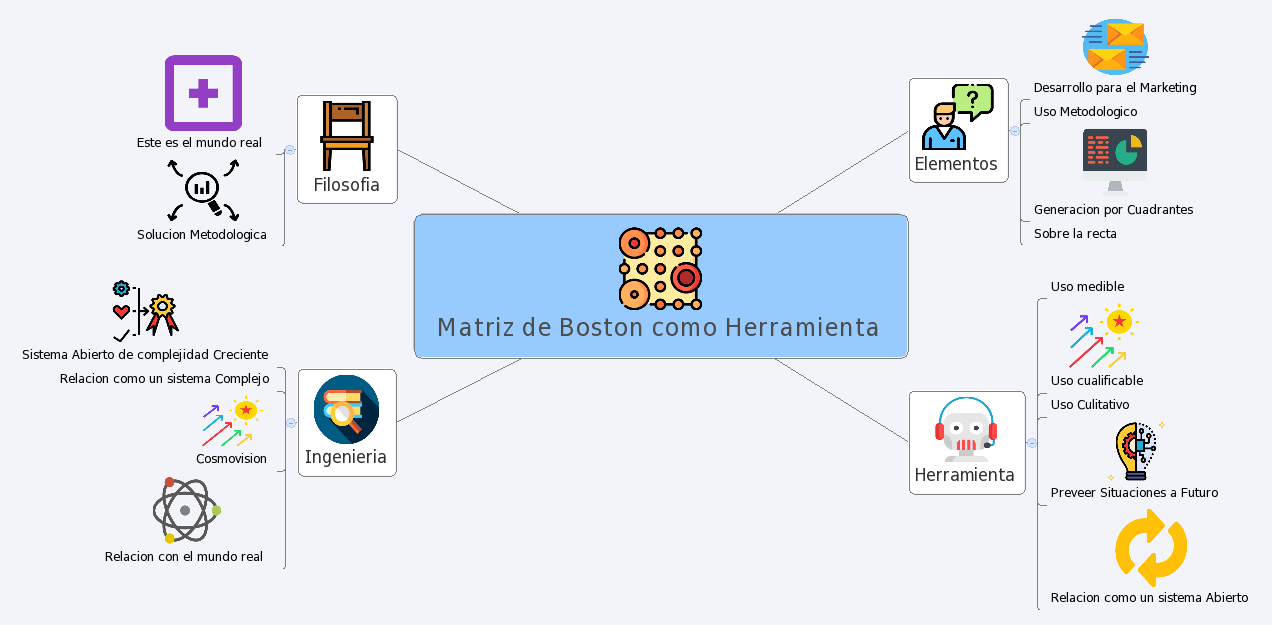 Matriz de Boston como Herramienta
Filosofia
Este es el mundo real
Solucion Metodologica
Elementos
Desarrollo para el Marketing
Uso Metodologico
Generacion por Cuadrantes
Sobre la recta
Ingenieria
Sistema Abierto de complejidad Creciente
Relacion como un sistema Complejo
Cosmovision
Relacion con el mundo real
Herramienta
Uso medible
Uso cualificable
Uso Culitativo
Preveer Situaciones a Futuro
Relacion como un sistema Abierto